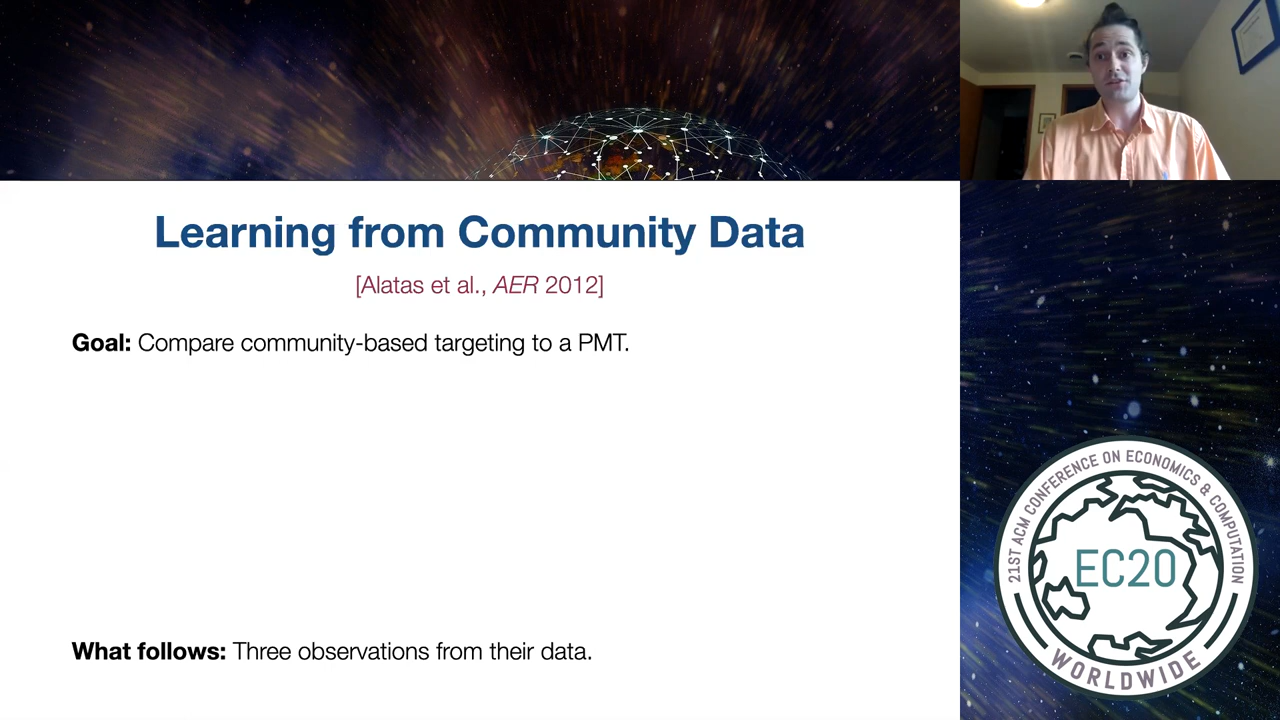 Learning from Community Data
[Alatas et al., AER 2012]
Goal: Compare community-based targeting to a PMT.
What follows: Three observations from their data.
21ST ACM CONFERENCE ON ECONOMICS & COMPUTATION
EC20
WORLDWIDE